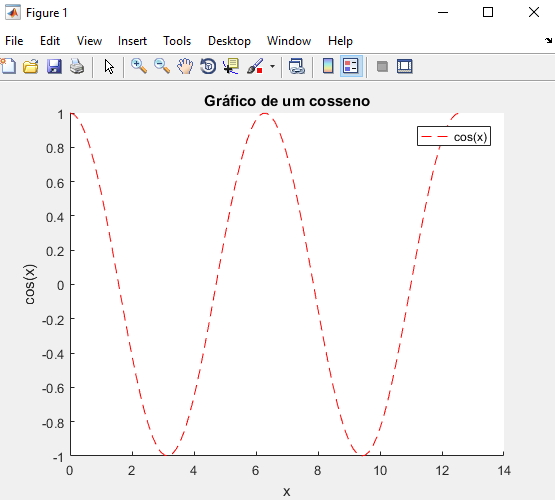 Figure 1
File Edit View Insert Tools Desktop Window Help
Gráfico de um cosseno
cos(x)
1
0.8
0.6
0.4
0.2
0
-0.2
-0.4
-0.6
-0.8
-1
cos(x)
0 2 4 6 8 10 12 14
x